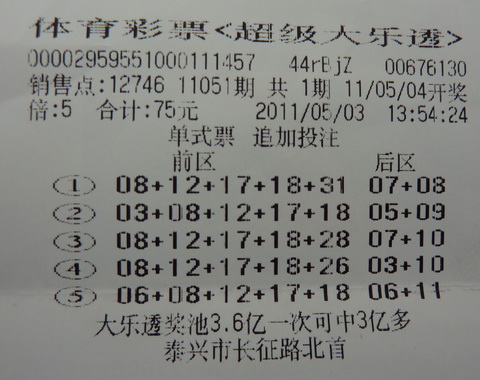 体育彩票<超级大乐透>
000029595510001​11457 44rBjZ 00676130
销售点:12746 11051期 共 1期 11/05/04开奖
倍:5 合计:75元 2011/05/03 13:54:24
单式票 追加投注
前区 后区
① 08+12+17+18+31 07+08
② 03+08+12+17+18 05+09
③ 08+12+17+18+28 07+10
④ 08+12+17+18+26 03+10
⑤ 06+08+12+17+18 06+11
大乐透奖池3.6亿一次可中3亿多
泰兴市长征路北首